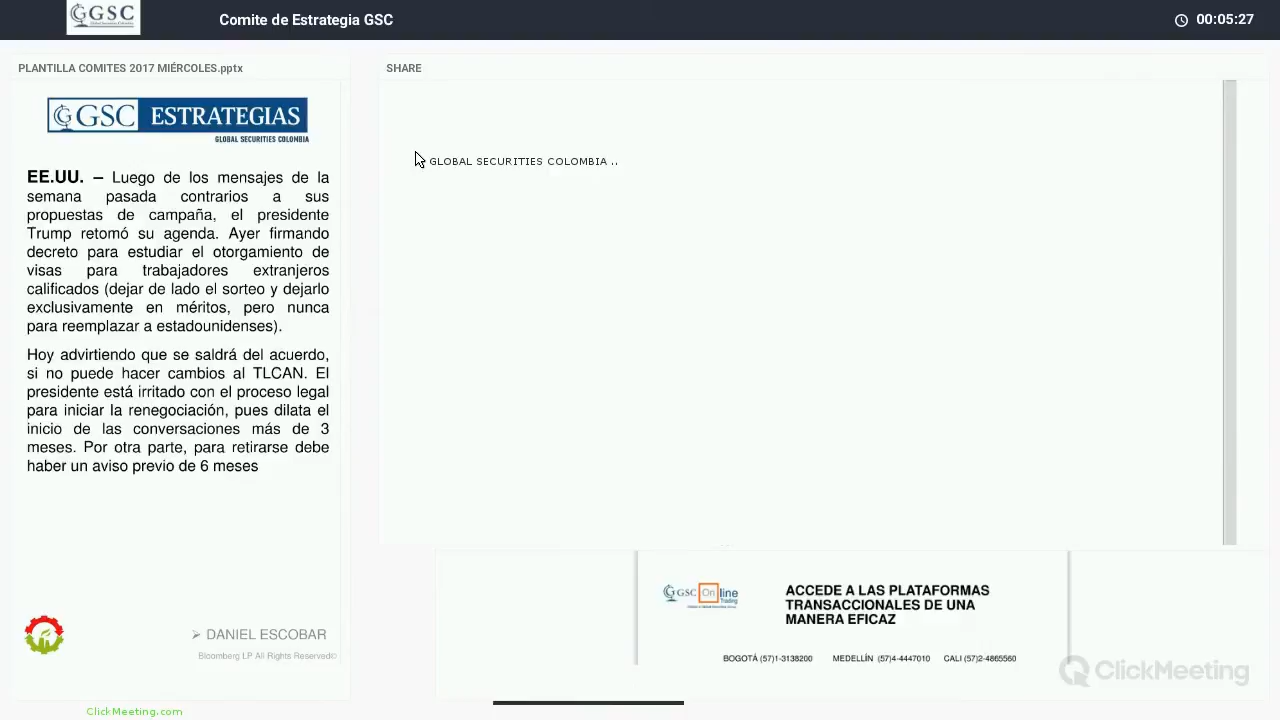 GSC
Comite de Estrategia GSC
00:05:27
PLANTILLA COMITES 2017 MIÉRCOLES.pptx
GSC ESTRATEGIAS
GLOBAL SECURITIES COLOMBIA
EE.UU. – Luego de los mensajes de la
semana pasada contrarios a sus
propuestas de campaña, el presidente
Trump retomó su agenda. Ayer firmando
decreto para estudiar el otorgamiento de
visas para trabajadores extranjeros
calificados (dejar de lado el sorteo y dejarlo
exclusivamente en méritos, pero nunca
para reemplazar a estadounidenses).
Hoy advirtiendo que se saldrá del acuerdo,
si no puede hacer cambios al TLCAN. El
presidente está irritado con el proceso legal
para iniciar la renegociación, pues dilata el
inicio de las conversaciones más de 3
meses. Por otra parte, para retirarse debe
haber un aviso previo de 6 meses
➢ DANIEL ESCOBAR
Bloomberg LP All Rights Reserved©
ClickMeeting.com
SHARE
GLOBAL SECURITIES COLOMBIA ..
GSC Online
Trading
ACCEDE A LAS PLATAFORMAS
TRANSACCIONALES DE UNA
MANERA EFICAZ
BOGOTÁ (57)1-3138200 MEDELLÍN (57)4-4447010 CALI (57)2-4865560
ClickMeeting